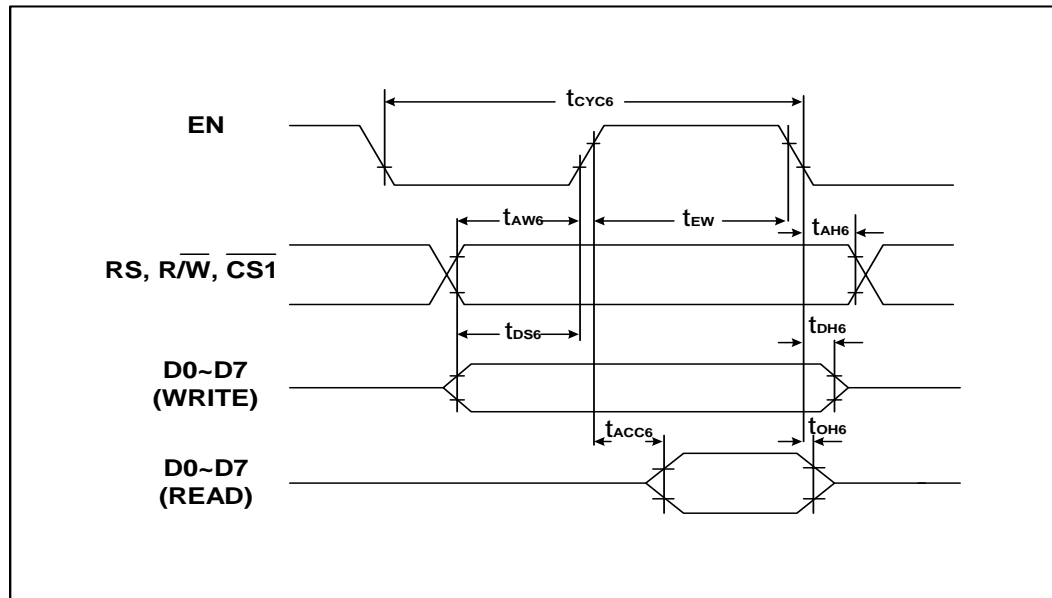 tCYC6
EN
tAW6
tEW
tAH6
RS, R/W, CS1
tDS6
tDH6
D0~D7
(WRITE)
tACC6
tOH6
D0~D7
(READ)